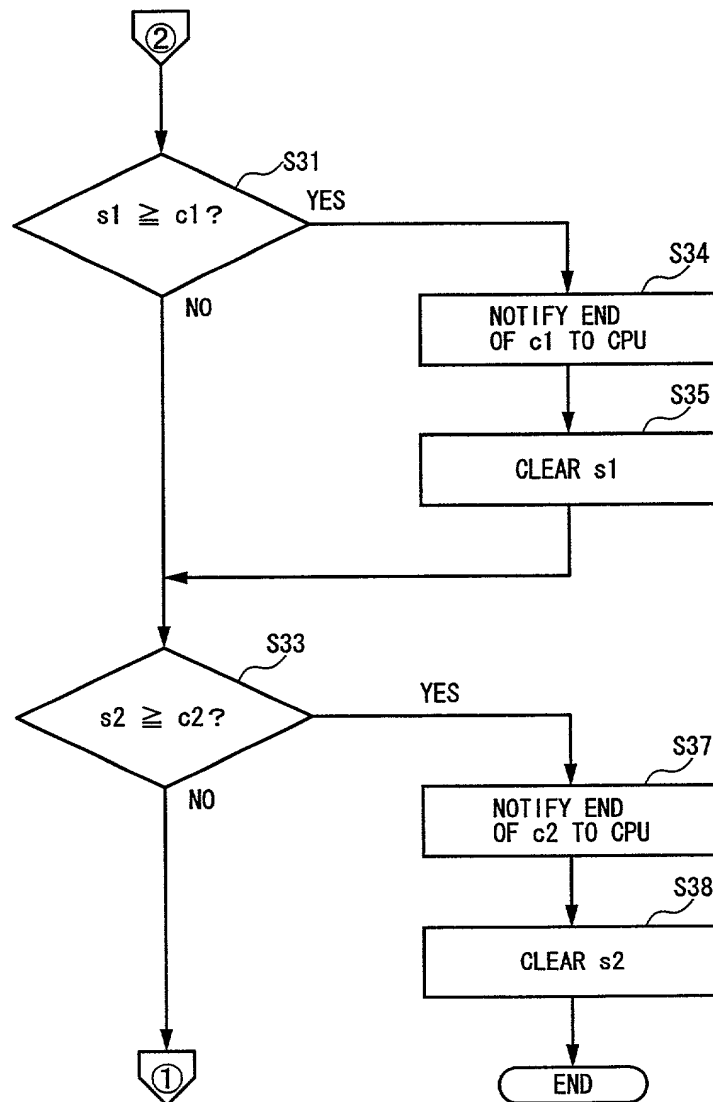 ②
S31
s1 ≧ c1?
YES
NO
S34
NOTIFY END
OF c1 TO CPU
S35
CLEAR s1
S33
s2 ≧ c2?
YES
NO
S37
NOTIFY END
OF c2 TO CPU
S38
CLEAR s2
①
END